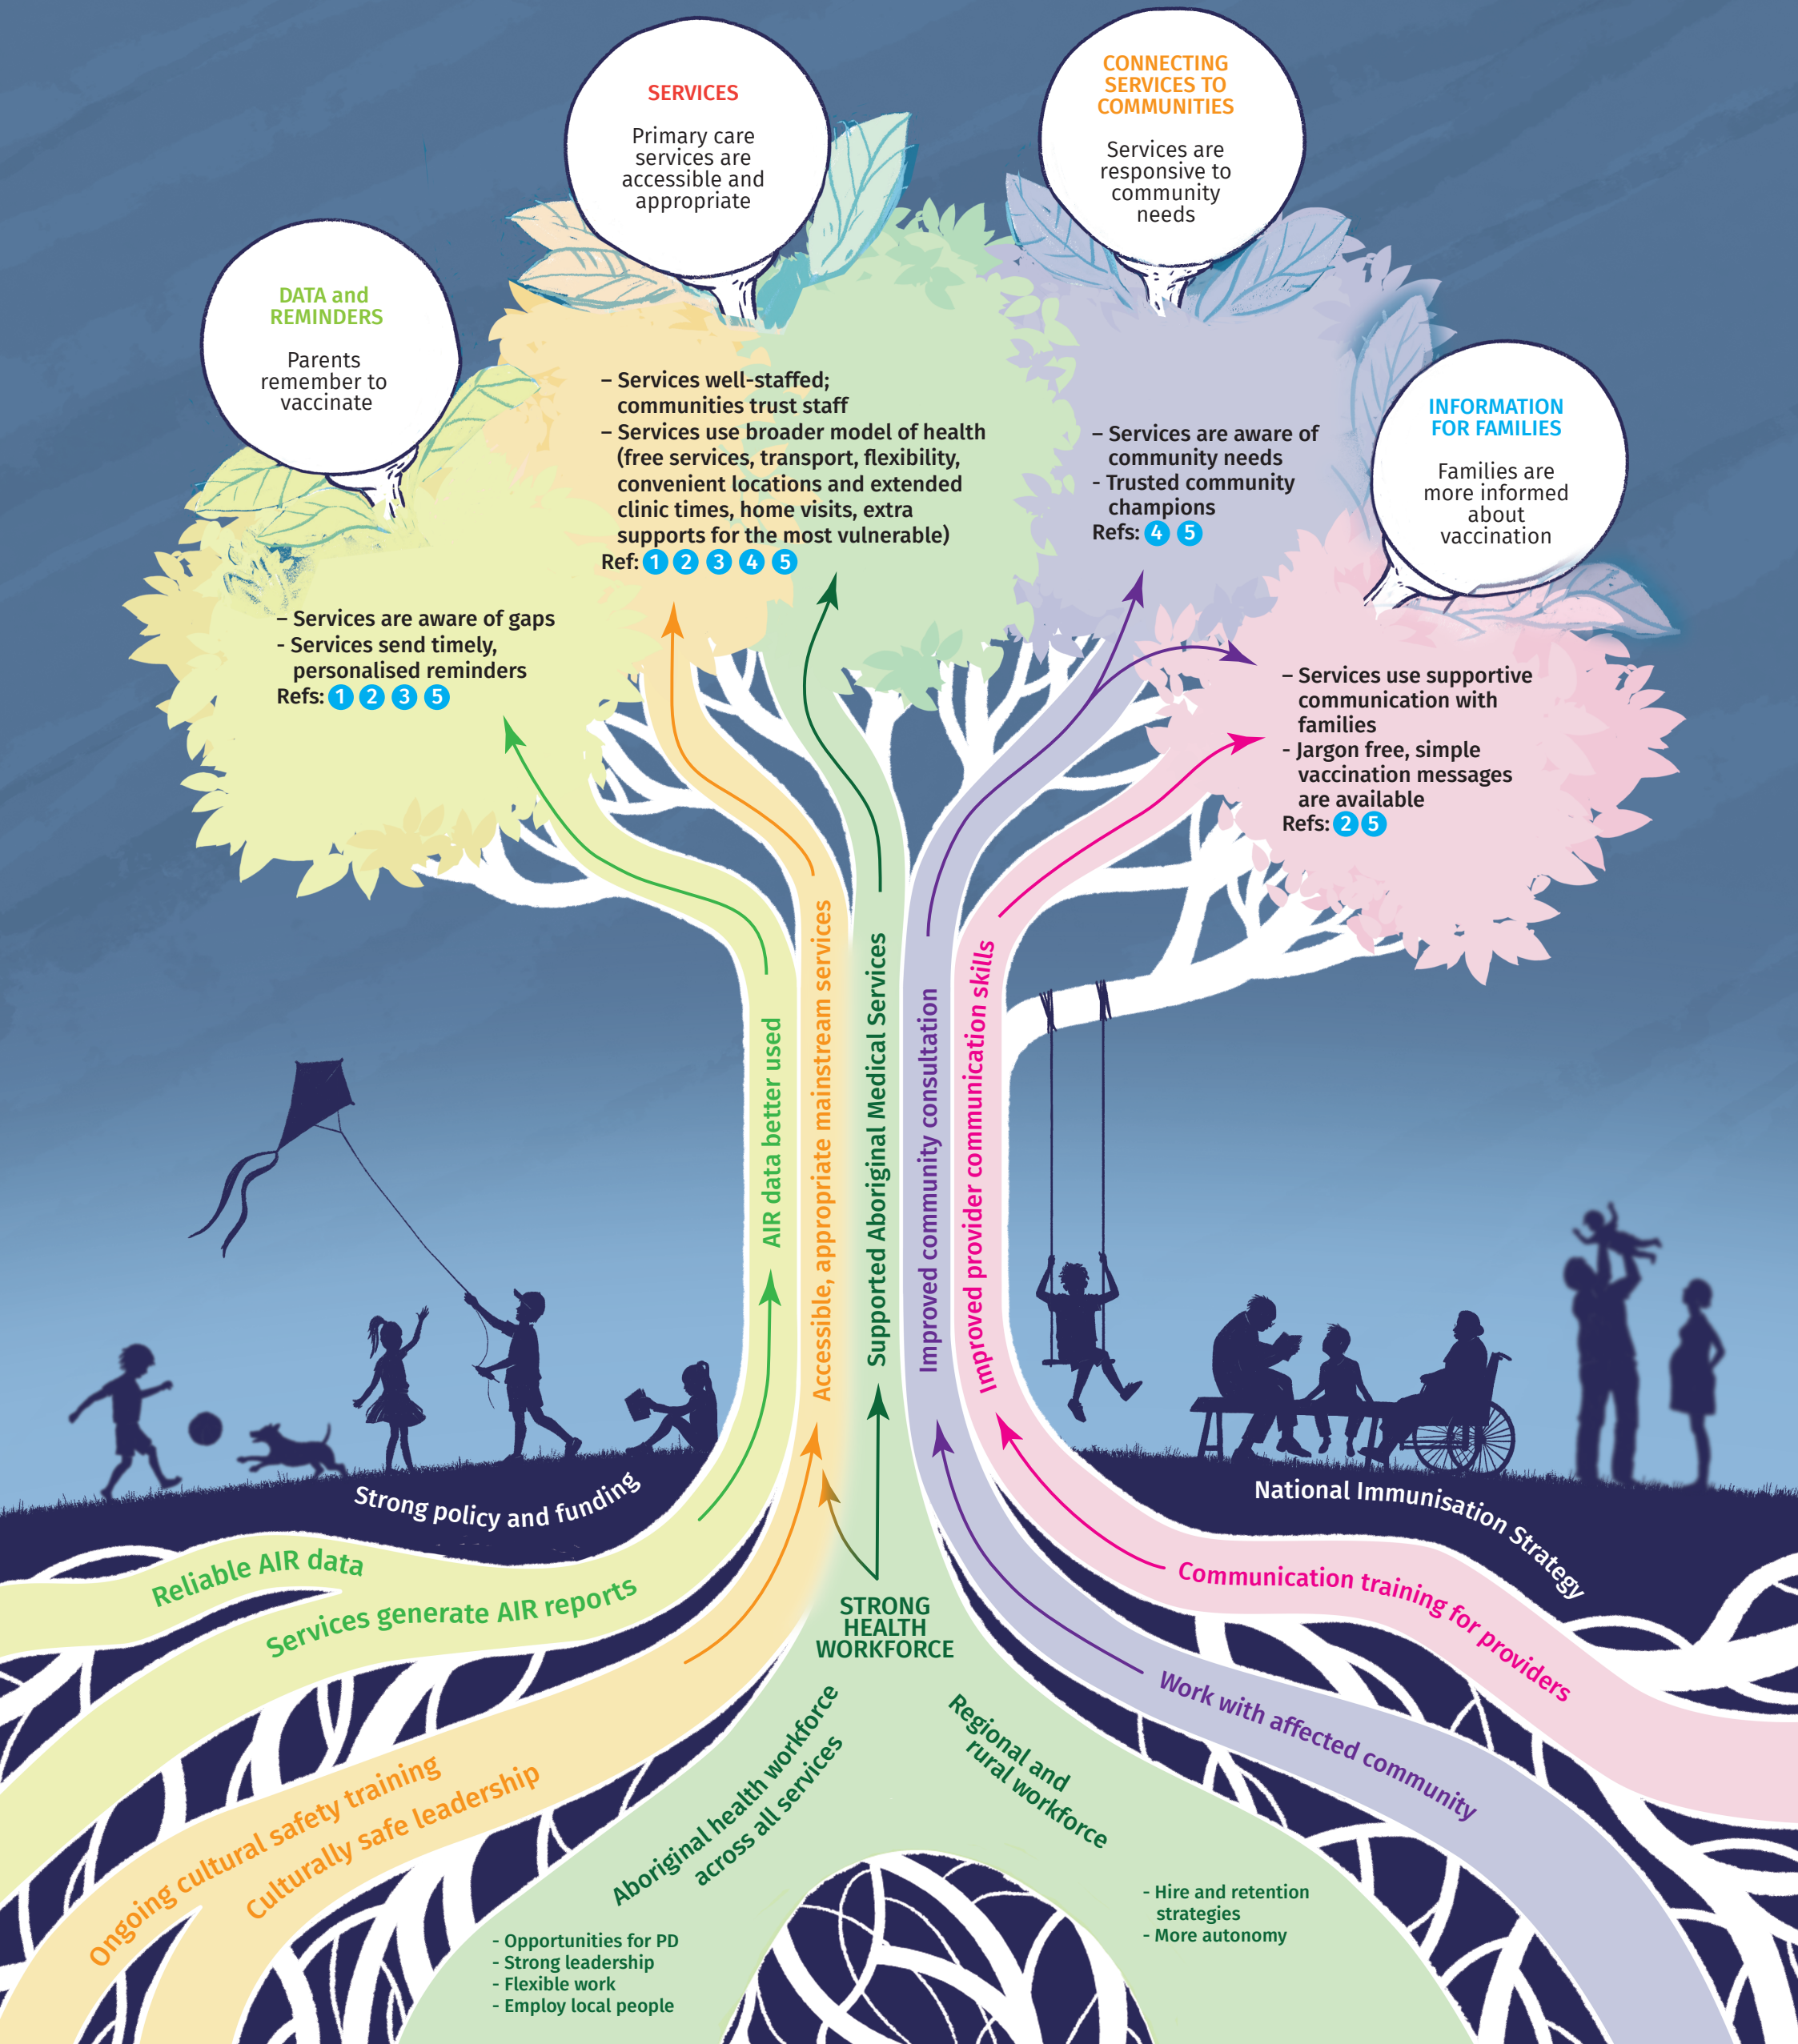 CONNECTING
SERVICES TO
COMMUNITIES
Services are
responsive to
community
needs
SERVICES
Primary care
services are
accessible and
appropriate
DATA and
REMINDERS
Parents
remember to
vaccinate
INFORMATION
FOR FAMILIES
Families are
more informed
about
vaccination
– Services well-staffed;
communities trust staff
– Services use broader model of health
(free services, transport, flexibility,
convenient locations and extended
clinic times, home visits, extra
supports for the most vulnerable)
Ref: 1 2 3 4 5
– Services are aware of
community needs
- Trusted community
champions
Refs: 4 5
– Services are aware of gaps
- Services send timely,
personalised reminders
Refs: 1 2 3 5
– Services use supportive
communication with
families
- Jargon free, simple
vaccination messages
are available
Refs: 2 5
AIR data better used
Accessible, appropriate mainstream services
Supported Aboriginal Medical Services
Improved community consultation
Improved provider communication skills
Strong policy and funding
National Immunisation Strategy
Reliable AIR data
Services generate AIR reports
Communication training for providers
STRONG
HEALTH
WORKFORCE
Work with affected community
Ongoing cultural safety training
Culturally safe leadership
Aboriginal health workforce
across alll services
Regional and
rural workforce
- Opportunities for PD
- Strong leadership
- Flexible work
- Employ local people
- Hire and retention
strategies
- More autonomy